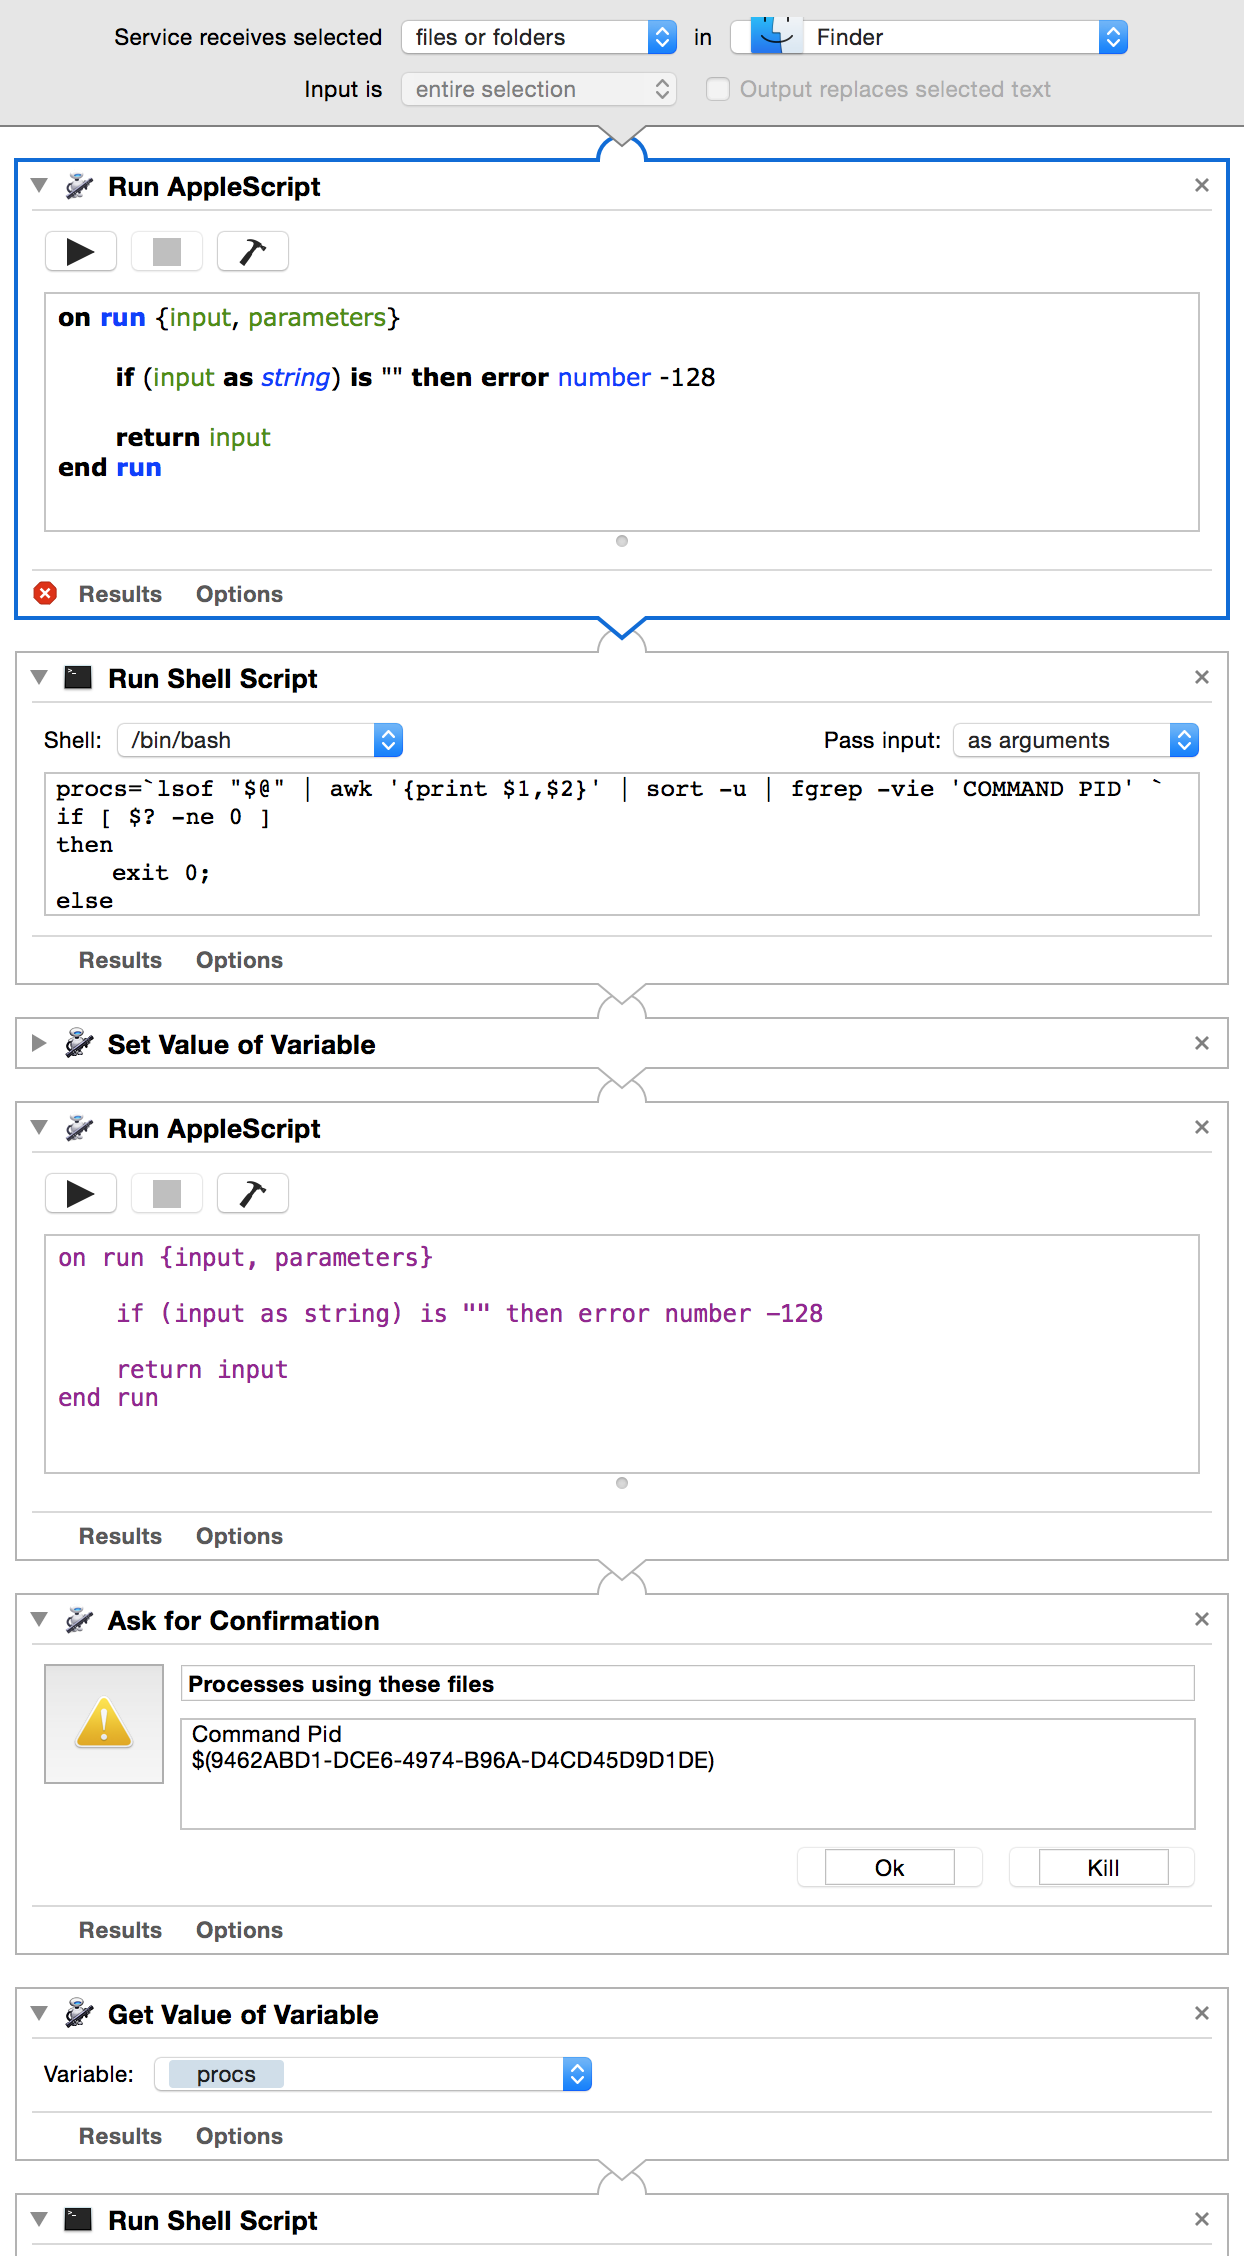 Service receives selected files or folders in Finder
Input is entire selection Output replaces selected text
Run AppleScript
on run {input, parameters}
if (input as string) is "" then error number -128
return input
end run
Results Options
Run Shell Script
Shell: /bin/bash Pass input: as arguments
procs=`lsof "$@" | awk '{print $1,$2}' | sort -u | fgrep -vie 'COMMAND PID' `
if [ $? -ne 0 ]
then
exit 0;
else
Results Options
Set Value of Variable
Run AppleScript
on run {input, parameters}
if (input as string) is "" then error number -128
return input
end run
Results Options
Ask for Confirmation
Processes using these files
Command Pid
$(9462ABD1-DCE6-4974-B96A-D4CD45D9D1DE)
Ok Kill
Results Options
Get Value of Variable
Variable: procs
Results Options
Run Shell Script